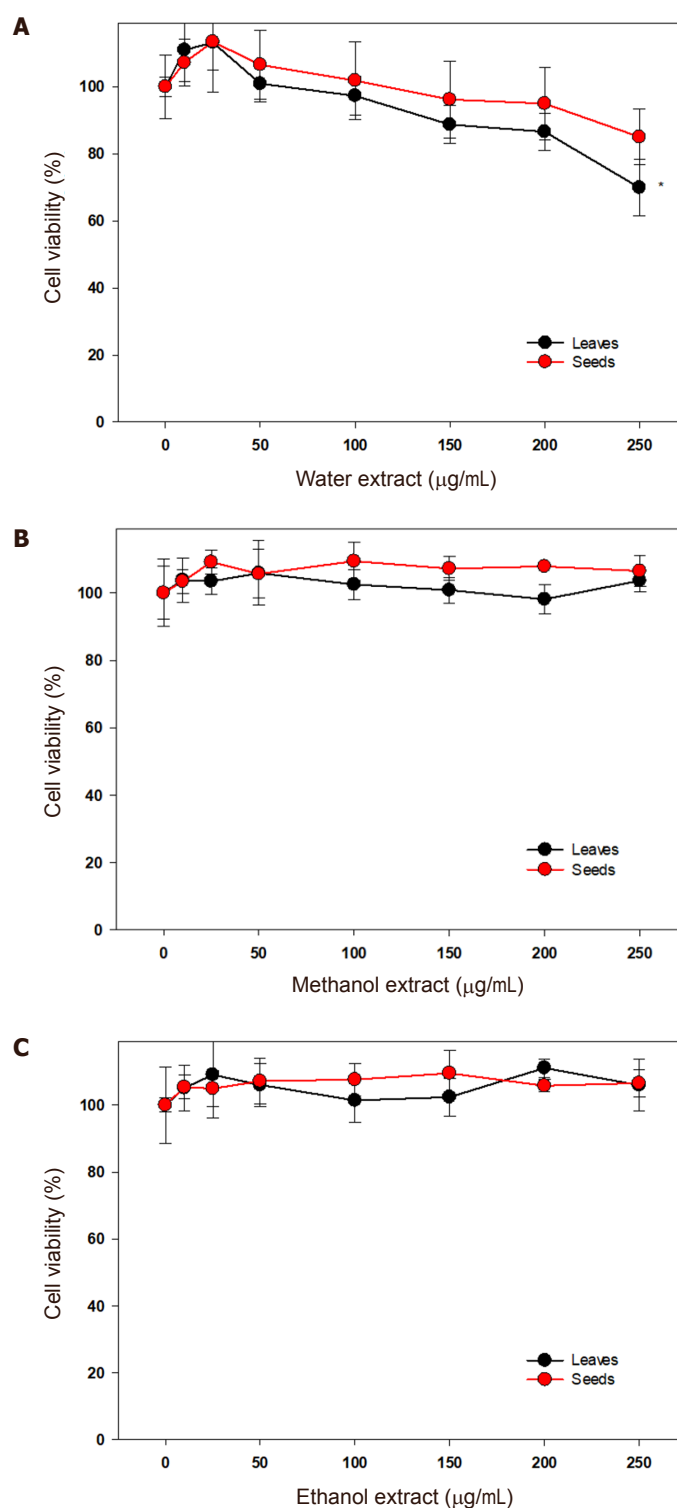 A
Cell viability (%)
100
80
60
40
20
0
*
Leaves
Seeds
0 50 100 150 200 250
Water extract (μg/mL)
B
Cell viability (%)
100
80
60
40
20
0
Leaves
Seeds
0 50 100 150 200 250
Methanol extract (μg/mL)
C
Cell viability (%)
100
80
60
40
20
0
Leaves
Seeds
0 50 100 150 200 250
Ethanol extract (μg/mL)